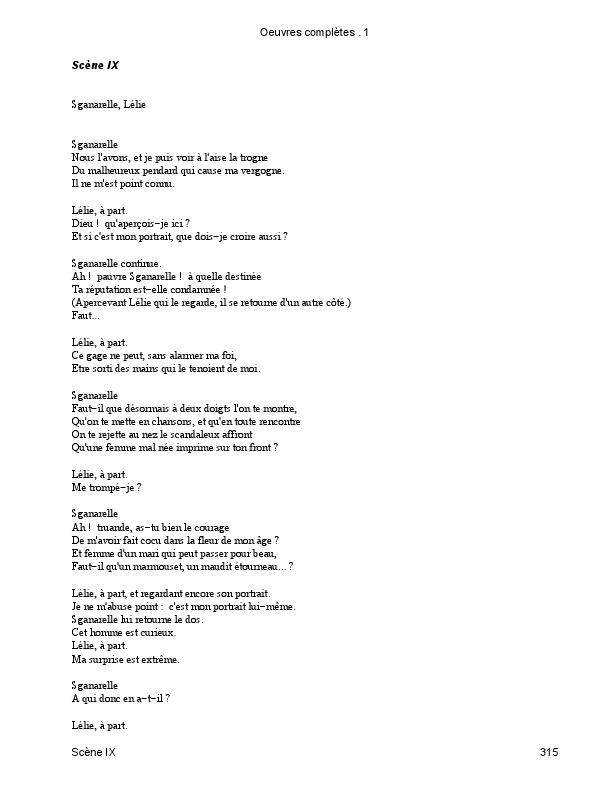 Oeuvres complètes . 1
Scène IX
Sganarelle, Lélie
Sganarelle
Nous l'avons, et je puis voir à l'aise la trogne
Du malheureux pendard qui cause ma vergogne.
Il ne m'est point connu.
Lélie, à part.
Dieu ! qu'aperçois-je ici ?
Et si c'est mon portrait, que dois-je croire aussi ?
Sganarelle continue.
Ah ! pauvre Sganarelle ! à quelle destinée
Ta réputation est-elle condamnée !
(Apercevant Lélie qui le regarde, il se retourne d'un autre côté.)
Faut...
Lélie, à part.
Ce gage ne peut, sans alarmer ma foi,
Etre sorti des mains qui le tenoient de moi.
Sganarelle
Faut-il que désormais à deux doigts l'on te montre,
Qu'on te mette en chansons, et qu'en toute rencontre
On te rejette au nez le scandaleux affront
Qu'une femme mal née imprime sur ton front ?
Lélie, à part.
Me trompé-je ?
Sganarelle
Ah ! truande, as-tu bien le courage
De m'avoir fait cocu dans la fleur de mon âge ?
Et femme d'un mari qui peut passer pour beau,
Faut-il qu'un marmouset, un maudit étourneau... ?
Lélie, à part, et regardant encore son portrait.
Je ne m'abuse point : c'est mon portrait lui-même.
Sganarelle lui retourne le dos.
Cet homme est curieux.
Lélie, à part.
Ma surprise est extrême.
Sganarelle
A qui donc en a-t-il ?
Lélie, à part.
Scène IX 315